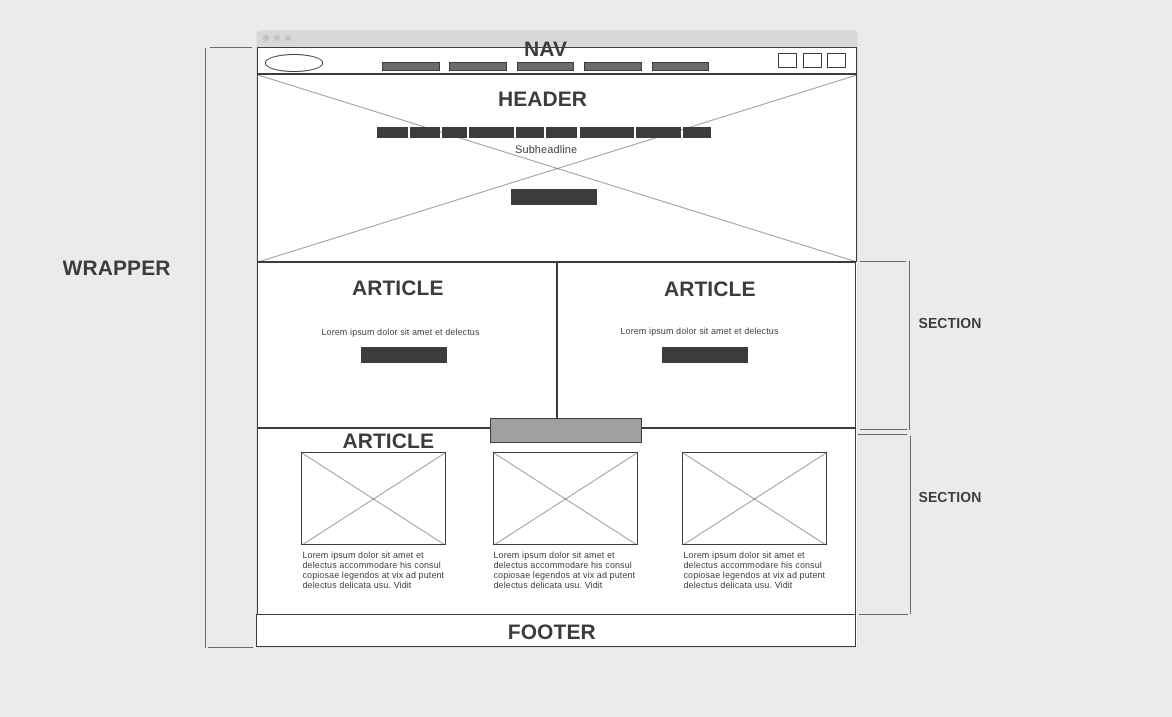 NAV
HEADER
Subheadline
WRAPPER
ARTICLE
ARTICLE
Lorem ipsum dolor sit amet et delectus
Lorem ipsum dolor sit amet et delectus
SECTION
ARTICLE
SECTION
Lorem ipsum dolor sit amet et
delectus accommodare his consul
copiosae legendos at vix ad putent
delectus delicata usu. Vidit
Lorem ipsum dolor sit amet et
delectus accommodare his consul
copiosae legendos at vix ad putent
delectus delicata usu. Vidit
Lorem ipsum dolor sit amet et
delectus accommodare his consul
copiosae legendos at vix ad putent
delectus delicata usu. Vidit
FOOTER